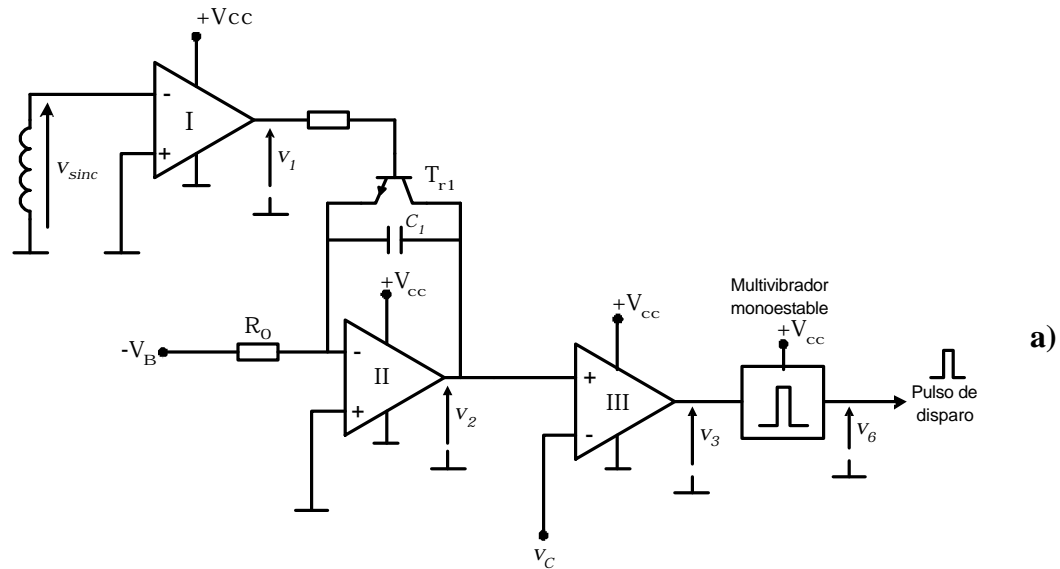 +Vcc
-
I
+
v_sinc
v_1
T_r1
C_1
+V_cc
R_0
-V_B
-
II
+
v_2
+V_cc
+
III
-
v_C
v_3
Multivibrador
monoestable
+V_cc
v_6
Pulso de
disparo
a)